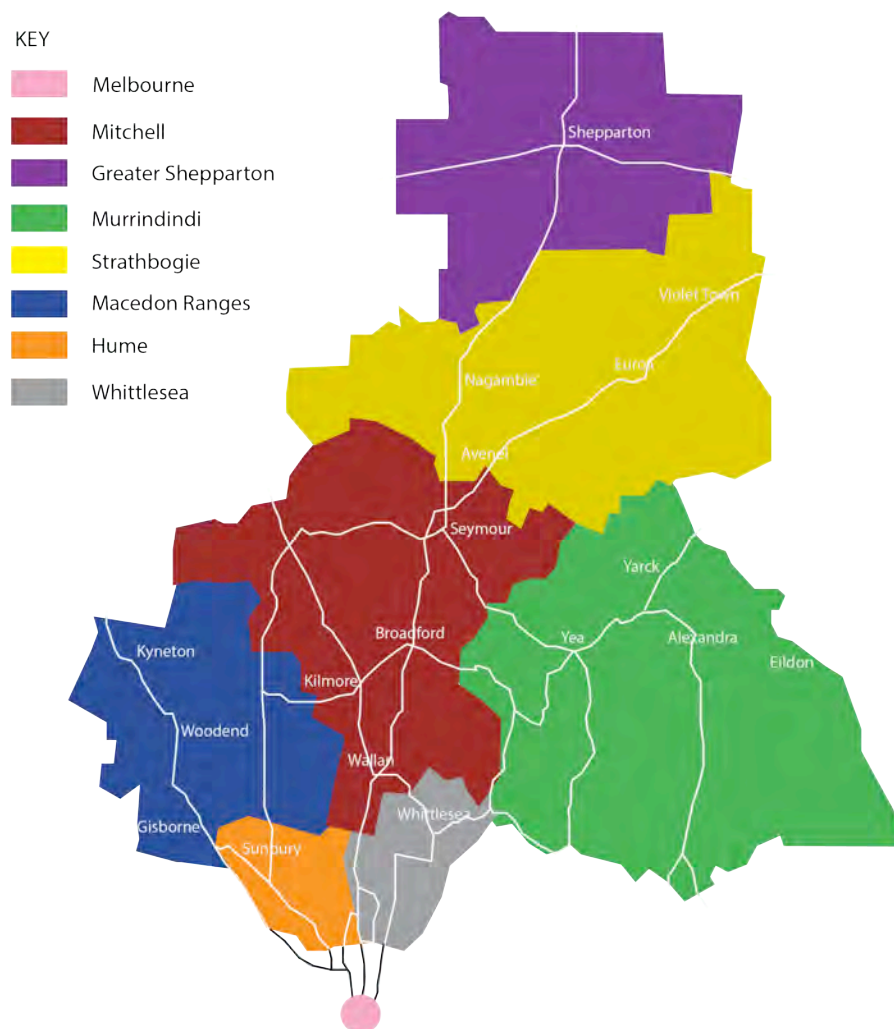 KEY
Melbourne
Mitchell
Greater Shepparton
Murrindindi
Strathbogie
Macedon Ranges
Hume
Whittlesea
Shepparton
Violet Town
Euroa
Nagambie
Avenel
Seymour
Yarck
Broadford
Yea
Alexandra
Kyneton
Eildon
Kilmore
Woodend
Wallan
Whittlesea
Gisborne
Sunbury